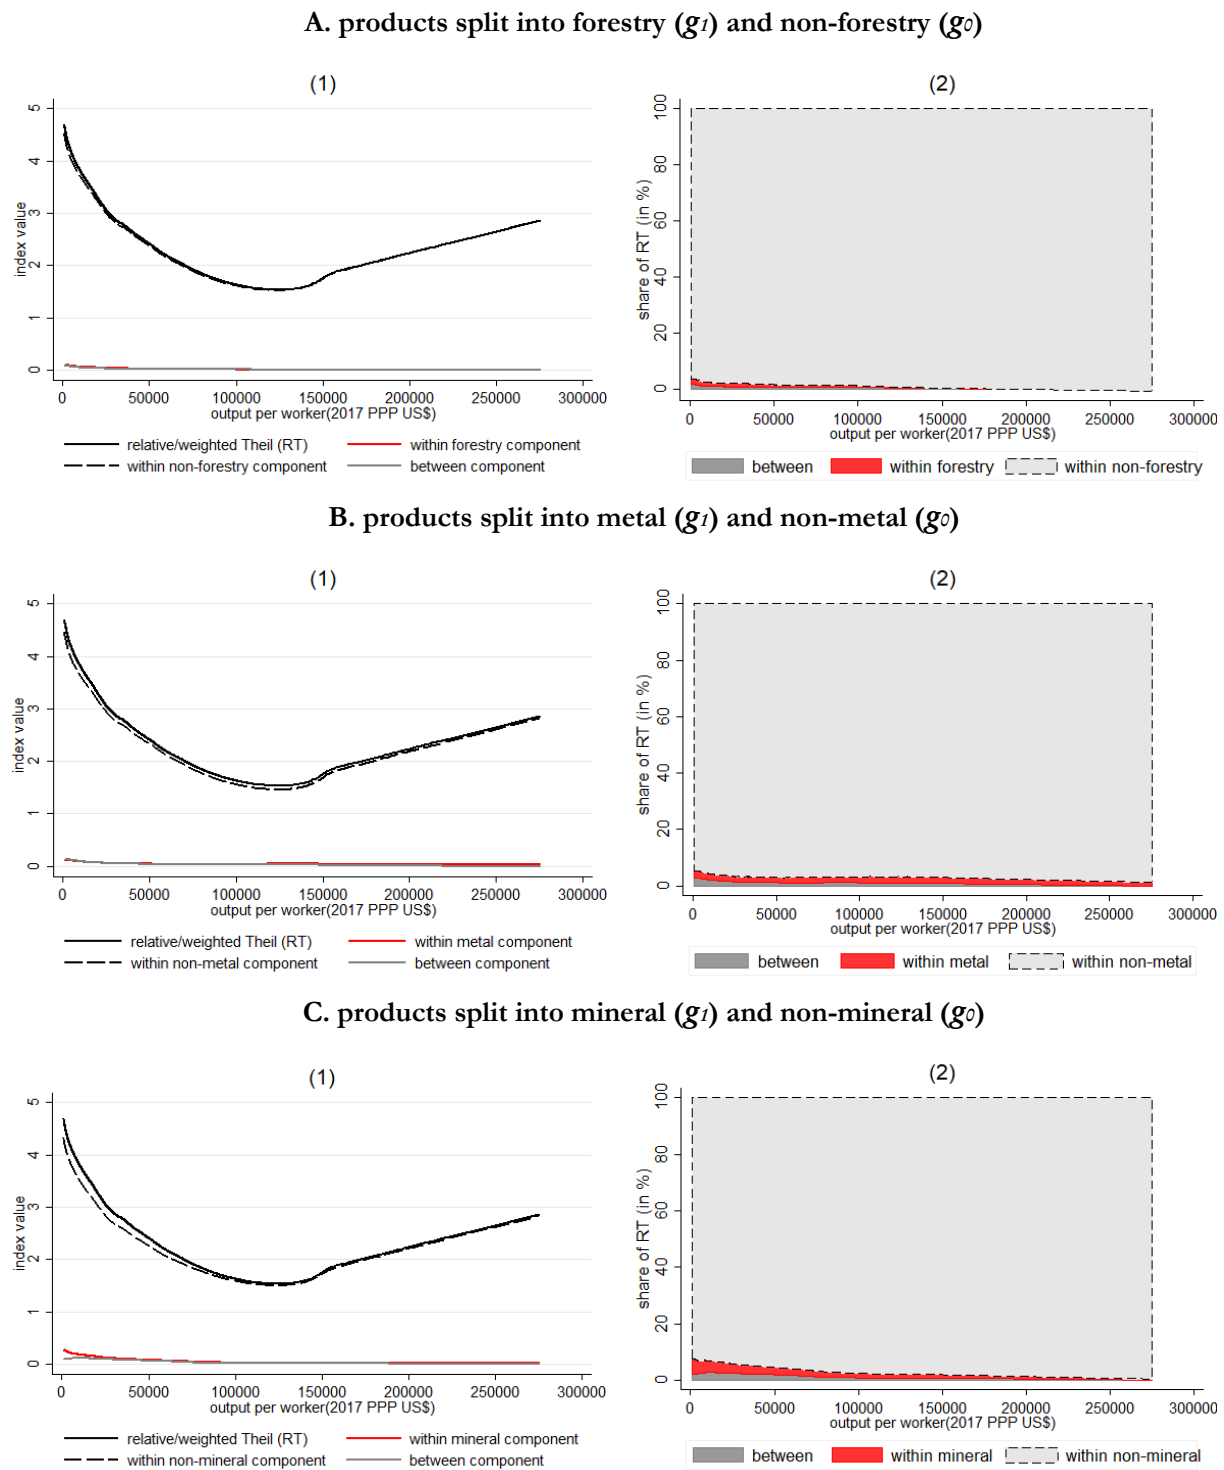 A. products split into forestry (g1) and non-forestry (g0)
(1)
index value
5
4
3
2
1
0
0 50000 100000 150000 200000 250000 300000
output per worker(2017 PPP US$)
relative/weighted Theil (RT) within forestry component
within non-forestry component between component
(2)
share of RT (in %)
100
80
60
40
20
0
0 50000 100000 150000 200000 250000 300000
output per worker(2017 PPP US$)
between within forestry within non-forestry
B. products split into metal (g1) and non-metal (g0)
(1)
index value
5
4
3
2
1
0
0 50000 100000 150000 200000 250000 300000
output per worker(2017 PPP US$)
relative/weighted Theil (RT) within metal component
within non-metal component between component
(2)
share of RT (in %)
100
80
60
40
20
0
0 50000 100000 150000 200000 250000 300000
output per worker(2017 PPP US$)
between within metal within non-metal
C. products split into mineral (g1) and non-mineral (g0)
(1)
index value
5
4
3
2
1
0
0 50000 100000 150000 200000 250000 300000
output per worker(2017 PPP US$)
relative/weighted Theil (RT) within mineral component
within non-mineral component between component
(2)
share of RT (in %)
100
80
60
40
20
0
0 50000 100000 150000 200000 250000 300000
output per worker(2017 PPP US$)
between within mineral within non-mineral